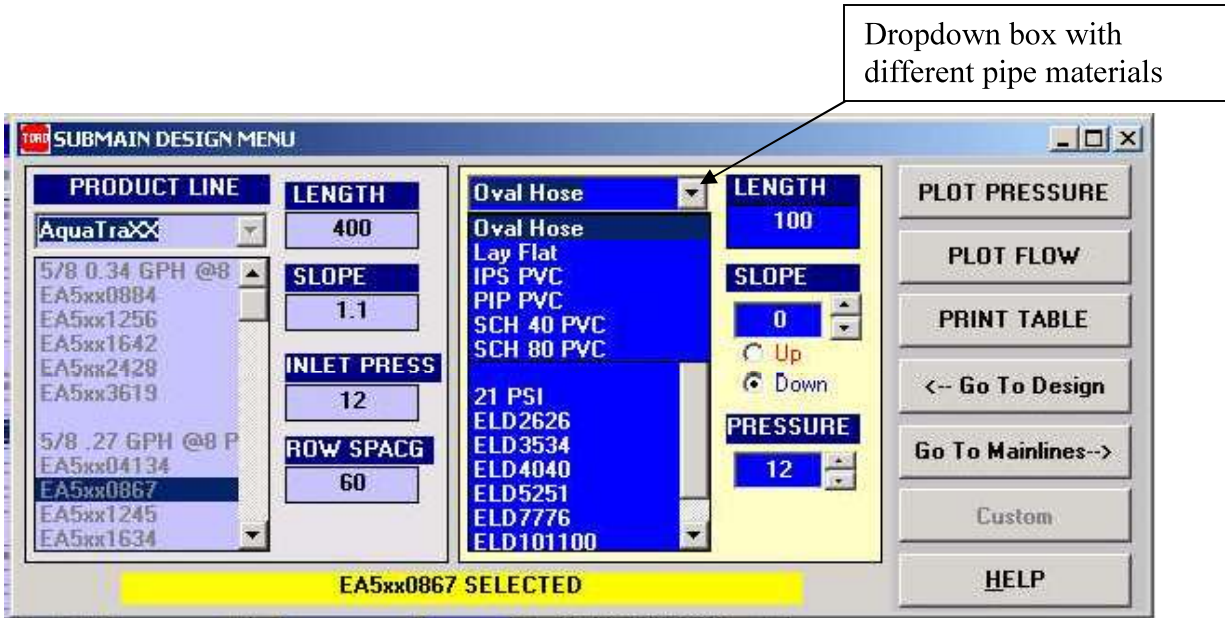 Dropdown box with
different pipe materials
TORO SUBMAIN DESIGN MENU
PRODUCT LINE
AquaTraXX
5/8 0.34 GPH @8
EA5xx0884
EA5xx1256
EA5xx1642
EA5xx2428
EA5xx3619
5/8 .27 GPH @8 P
EA5xx04134
EA5xx0867
EA5xx1245
EA5xx1634
LENGTH
400
SLOPE
1.1
INLET PRESS
12
ROW SPACG
60
Oval Hose
Oval Hose
Lay Flat
IPS PVC
PIP PVC
SCH 40 PVC
SCH 80 PVC
21 PSI
ELD2626
ELD3534
ELD4040
ELD5251
ELD7776
ELD101100
LENGTH
100
SLOPE
0
Up
Down
PRESSURE
12
PLOT PRESSURE
PLOT FLOW
PRINT TABLE
<-- Go To Design
Go To Mainlines-->
Custom
HELP
EA5xx0867 SELECTED